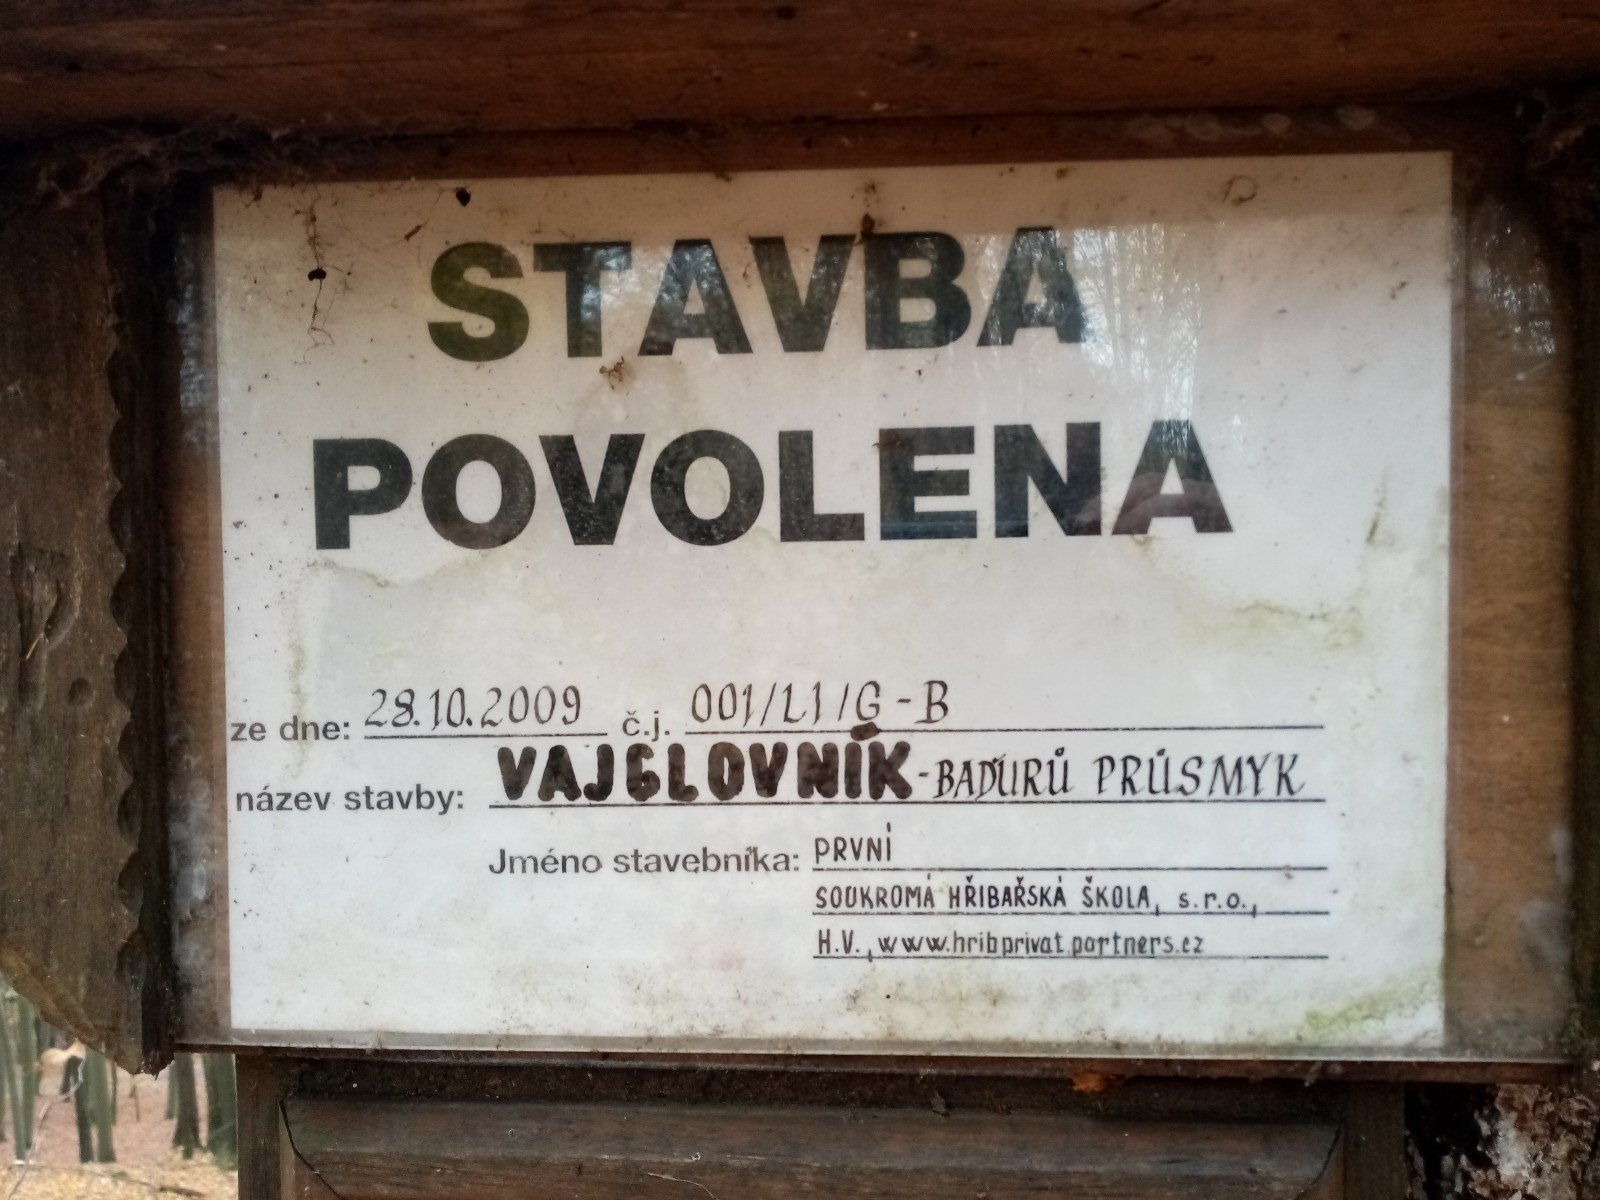 STAVBA
POVOLENA
ze dne: 28.10.2009 č.j. 001/L1/G-B
název stavby: VAJGLOVNÍK-BADURŮ PRŮSMYK
Jméno stavebníka: PRVNÍ
SOUKROMÁ HŘIBAŘSKÁ ŠKOLA, s.r.o.,
H.V., www.hribprivat.partners.cz